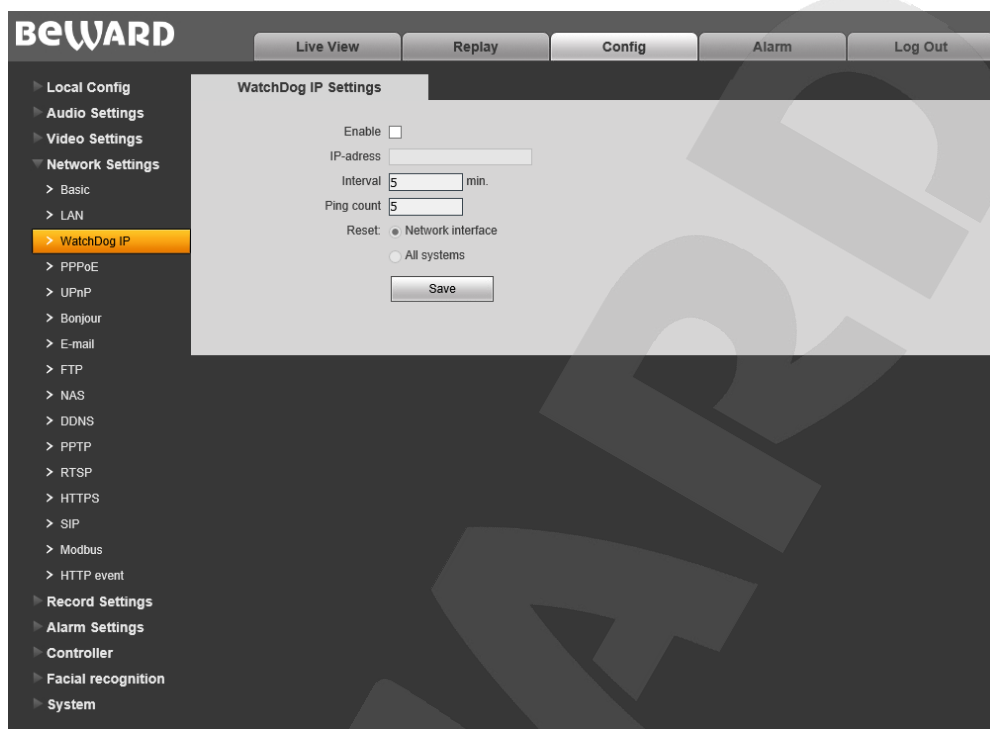 BEWARD
Live View
Replay
Config
Alarm
Log Out
Local Config
Audio Settings
Video Settings
Network Settings
Basic
LAN
WatchDog IP
PPPoE
UPnP
Bonjour
E-mail
FTP
NAS
DDNS
PPTP
RTSP
HTTPS
SIP
Modbus
HTTP event
Record Settings
Alarm Settings
Controller
Facial recognition
System
WatchDog IP Settings
Enable
IP-adress
Interval 5 min.
Ping count 5
Reset: Network interface
All systems
Save